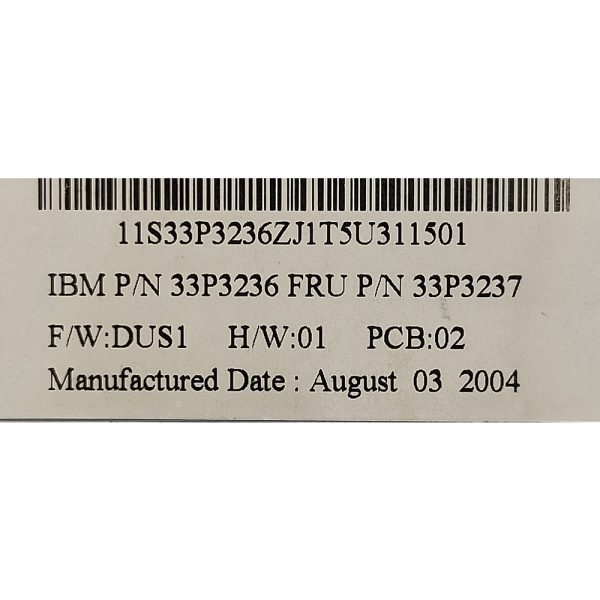 11S33P3236ZJ1T5U311501
IBM P/N 33P3236 FRU P/N 33P3237
F/W:DUS1 H/W:01 PCB:02
Manufactured Date : August 03 2004